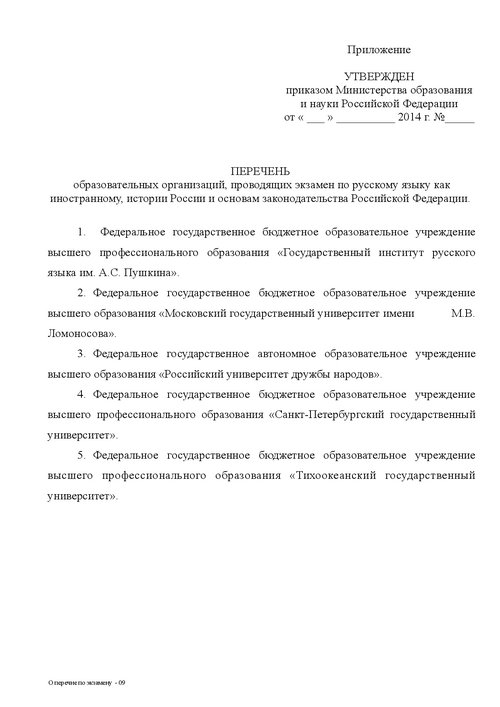 Приложение
УТВЕРЖДЕН
приказом Министерства образования
и науки Российской Федерации
от « ___ » __________ 2014 г. №_____
ПЕРЕЧЕНЬ
образовательных организаций, проводящих экзамен по русскому языку как
иностранному, истории России и основам законодательства Российской Федерации.
1. Федеральное государственное бюджетное образовательное учреждение
высшего профессионального образования «Государственный институт русского
языка им. А.С. Пушкина».
2. Федеральное государственное бюджетное образовательное учреждение
высшего образования «Московский государственный университет имени М.В.
Ломоносова».
3. Федеральное государственное автономное образовательное учреждение
высшего образования «Российский университет дружбы народов».
4. Федеральное государственное бюджетное образовательное учреждение
высшего профессионального образования «Санкт-Петербургский государственный
университет».
5. Федеральное государственное бюджетное образовательное учреждение
высшего профессионального образования «Тихоокеанский государственный
университет».
О перечне по экзамену - 09